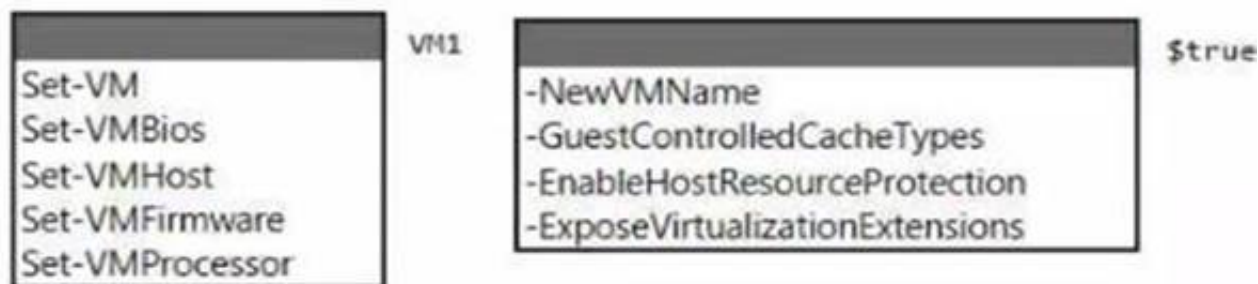 VM1
$true
Set-VM
Set-VMBios
Set-VMHost
Set-VMFirmware
Set-VMProcessor
-NewVMName
-GuestControlledCacheTypes
-EnableHostResourceProtection
-ExposeVirtualizationExtensions